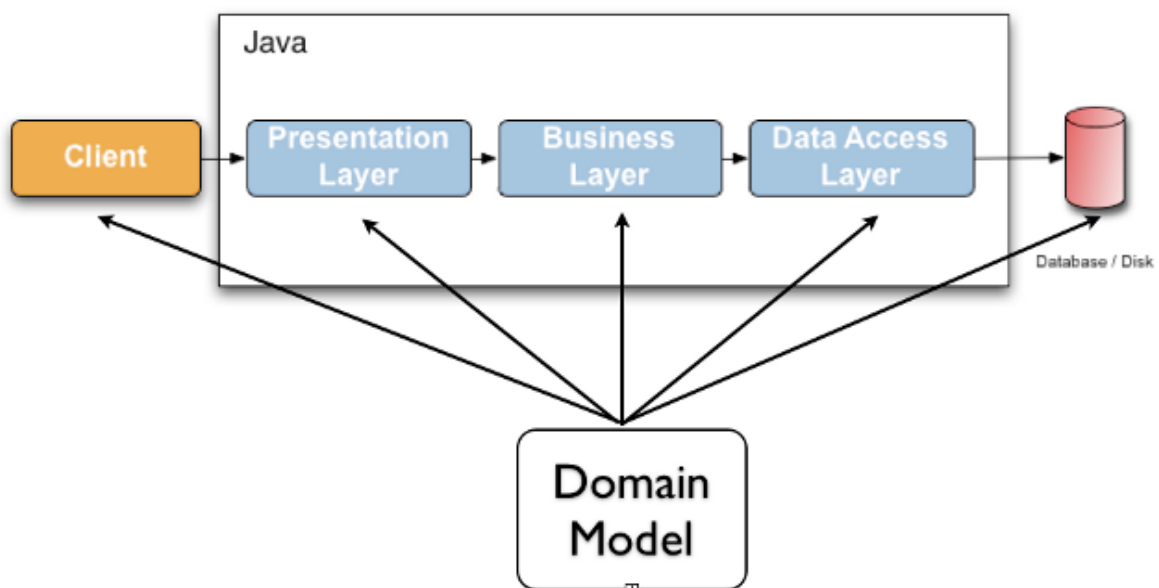 Java
Client
Presentation
Layer
Business
Layer
Data Access
Layer
Database / Disk
Domain
Model